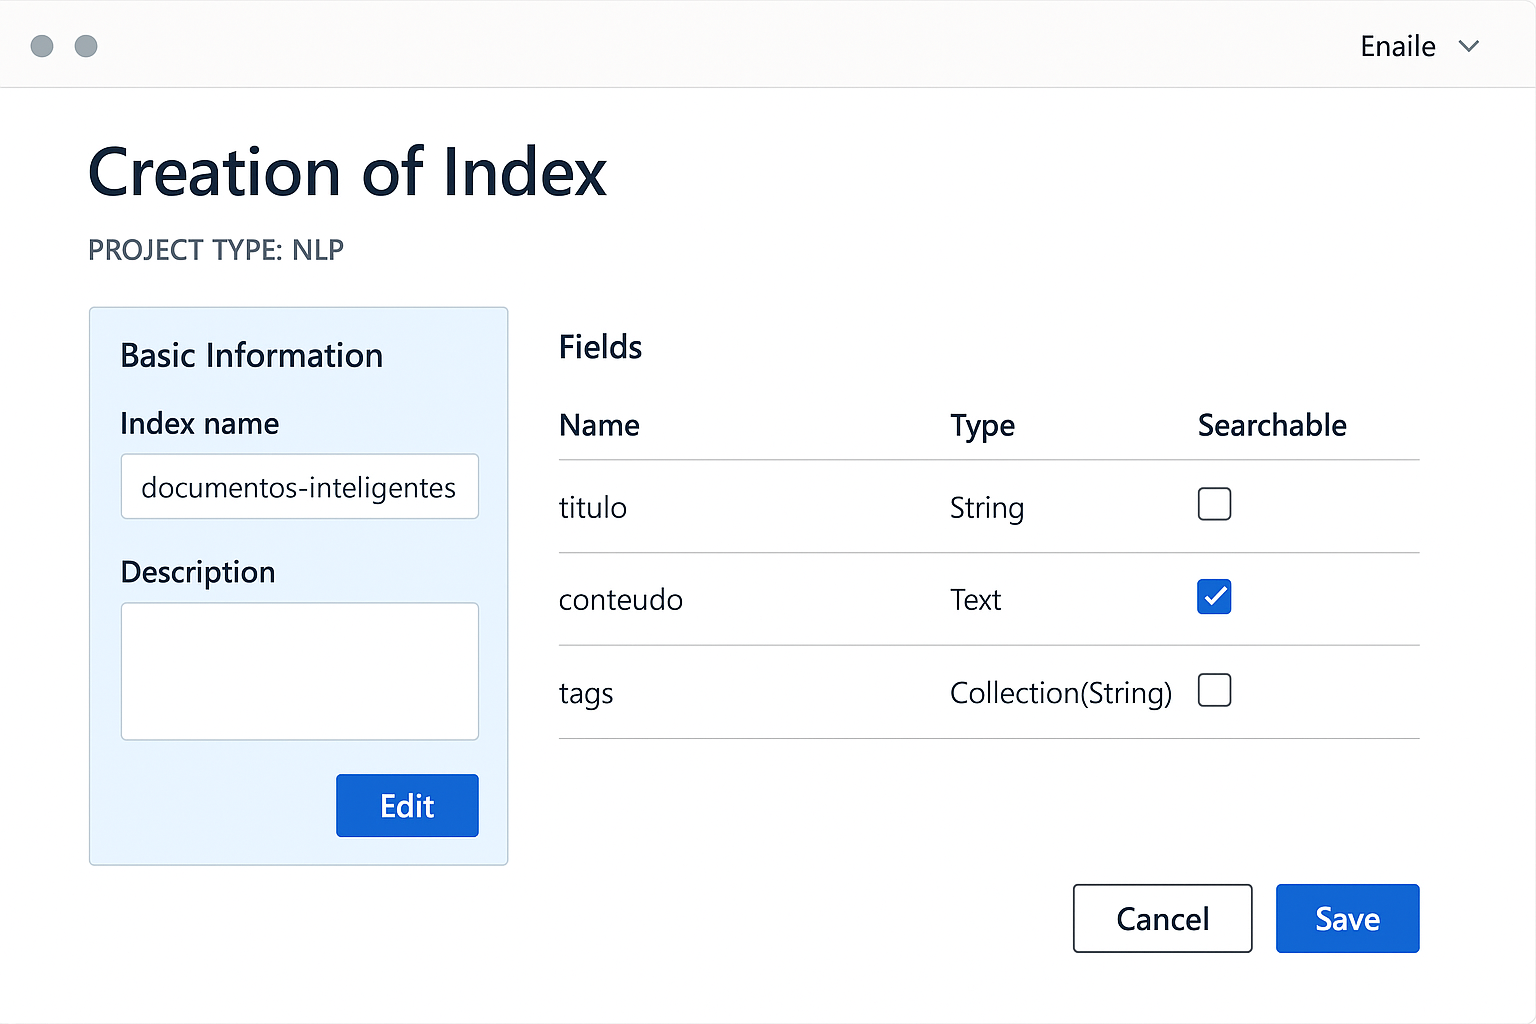 Enaile
Creation of Index
PROJECT TYPE: NLP
Basic Information
Index name
documentos-inteligentes
Description
Edit
Fields
Name Type Searchable
titulo String
conteudo Text
tags Collection(String)
Cancel Save